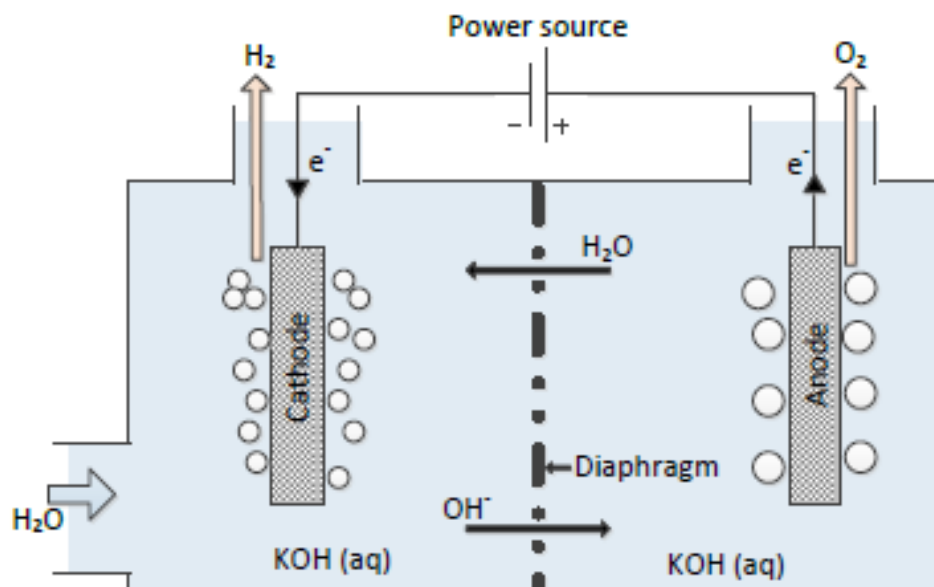 Power source
H₂
O₂
− +
e⁻
e⁻
H₂O
Cathode
Anode
Diaphragm
H₂O
OH⁻
KOH (aq)
KOH (aq)